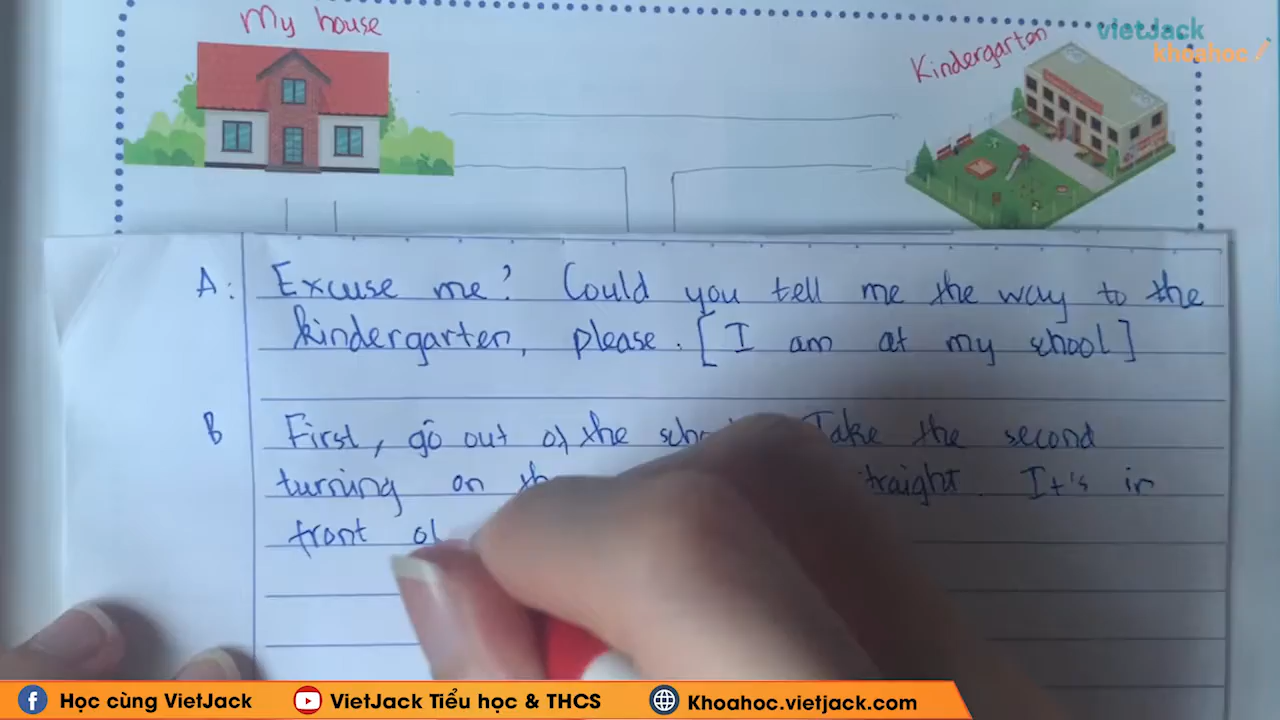 My house
vietJack
khoahoc
Kindergarten
A: Excuse me? Could you tell me the way to the
kindergarten, please. [I am at my school]
B First, go out of the Take the second
turning on straight. It's in
front
Học cùng VietJack
VietJack Tiểu học & THCS
Khoahoc.vietjack.com